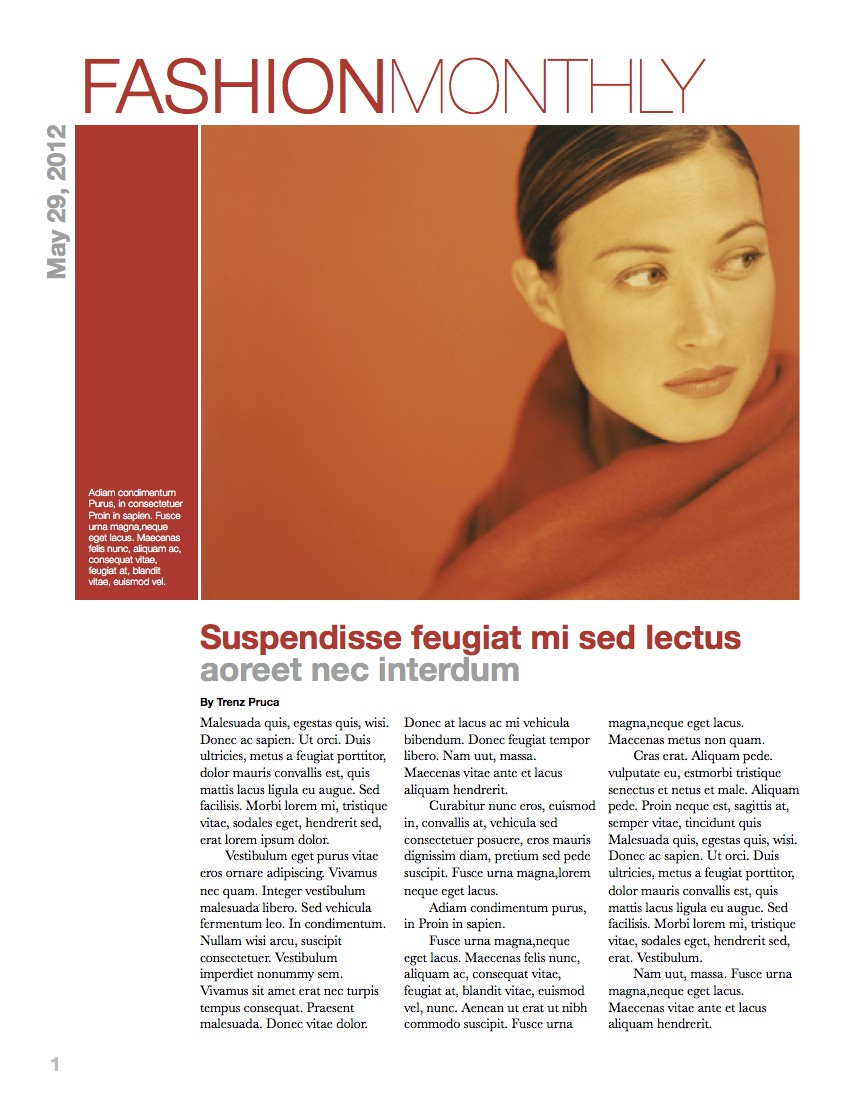 FASHIONMONTHLY
May 29, 2012
Adiam condimentum
Purus, in consectetuer
Proin in sapien. Fusce
urna magna,neque
eget lacus. Maecenas
felis nunc, aliquam ac,
consequat vitae,
feugiat at, blandit
vitae, euismod vel.
Suspendisse feugiat mi sed lectus
aoreet nec interdum
By Trenz Pruca
Malesuada quis, egestas quis, wisi.
Donec ac sapien. Ut orci. Duis
ultricies, metus a feugiat porttitor,
dolor mauris convallis est, quis
mattis lacus ligula eu augue. Sed
facilisis. Morbi lorem mi, tristique
vitae, sodales eget, hendrerit sed,
erat lorem ipsum dolor.
Vestibulum eget purus vitae
eros ornare adipiscing. Vivamus
nec quam. Integer vestibulum
malesuada libero. Sed vehicula
fermentum leo. In condimentum.
Nullam wisi arcu, suscipit
consectetuer. Vestibulum
imperdiet nonummy sem.
Vivamus sit amet erat nec turpis
tempus consequat. Praesent
malesuada. Donec vitae dolor.
Donec at lacus ac mi vehicula
bibendum. Donec feugiat tempor
libero. Nam uut, massa.
Maecenas vitae ante et lacus
aliquam hendrerit.
Curabitur nunc eros, euismod
in, convallis at, vehicula sed
consectetuer posuere, eros mauris
dignissim diam, pretium sed pede
suscipit. Fusce urna magna,lorem
neque eget lacus.
Adiam condimentum purus,
in Proin in sapien.
Fusce urna magna,neque
eget lacus. Maecenas felis nunc,
aliquam ac, consequat vitae,
feugiat at, blandit vitae, euismod
vel, nunc. Aenean ut erat ut nibh
commodo suscipit. Fusce urna
magna,neque eget lacus.
Maecenas metus non quam.
Cras erat. Aliquam pede.
vulputate eu, estmorbi tristique
senectus et netus et male. Aliquam
pede. Proin neque est, sagittis at,
semper vitae, tincidunt quis
Malesuada quis, egestas quis, wisi.
Donec ac sapien. Ut orci. Duis
ultricies, metus a feugiat porttitor,
dolor mauris convallis est, quis
mattis lacus ligula eu augue. Sed
facilisis. Morbi lorem mi, tristique
vitae, sodales eget, hendrerit sed,
erat. Vestibulum.
Nam uut, massa. Fusce urna
magna,neque eget lacus.
Maecenas vitae ante et lacus
aliquam hendrerit.
1